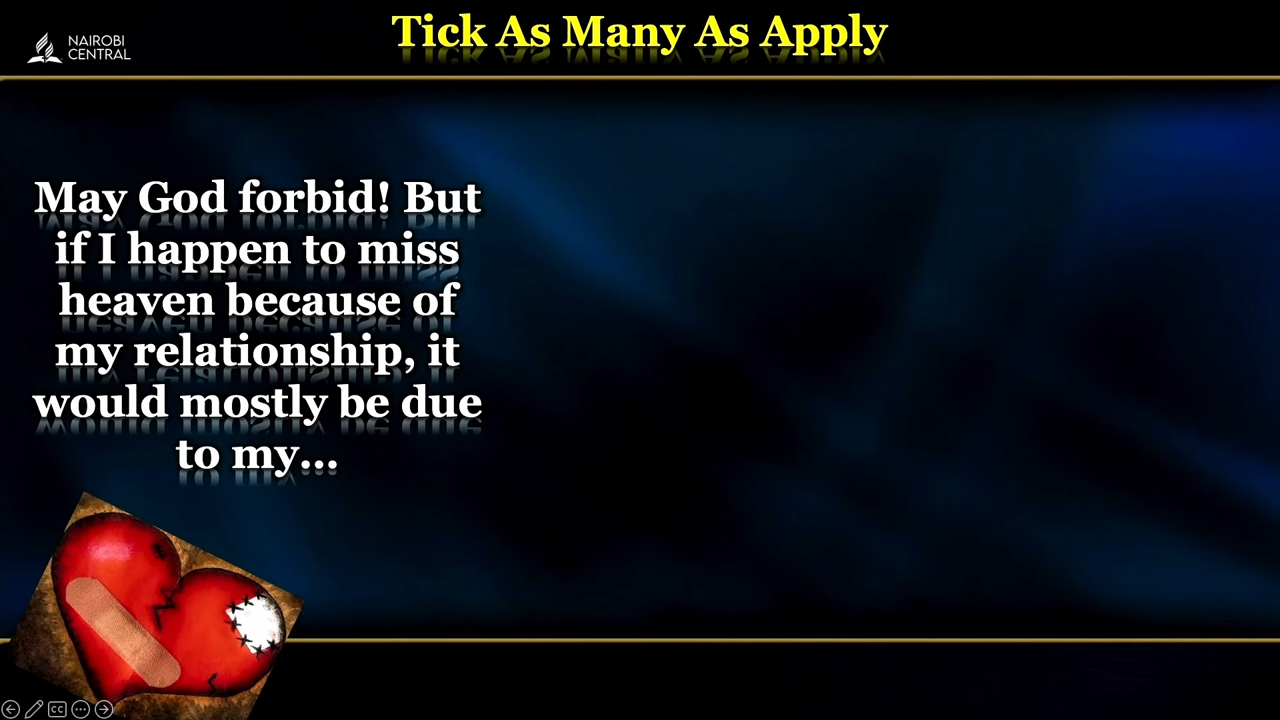 Tick As Many As Apply
NAIROBI
CENTRAL
May God forbid! But
if I happen to miss
heaven because of
my relationship, it
would mostly be due
to my...
CC